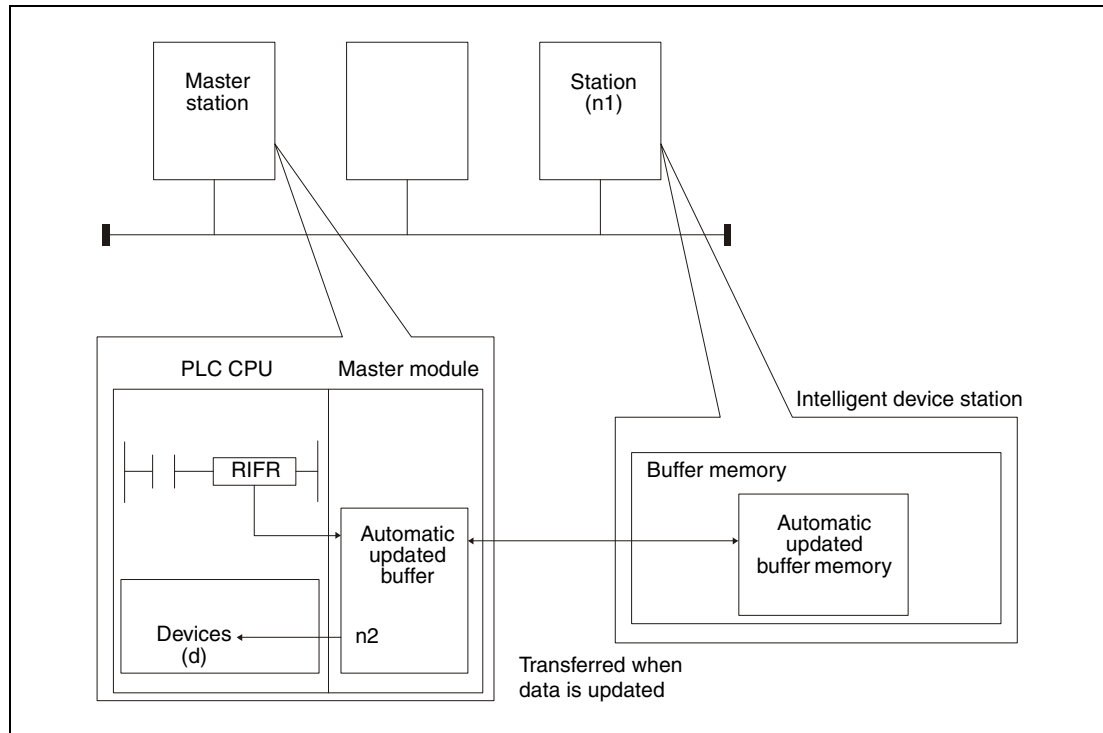 Master
station
Station
(n1)
PLC CPU
Master module
Intelligent device station
RIFR
Buffer memory
Automatic
updated
buffer
Automatic
updated
buffer memory
Devices
(d)
n2
Transferred when
data is updated